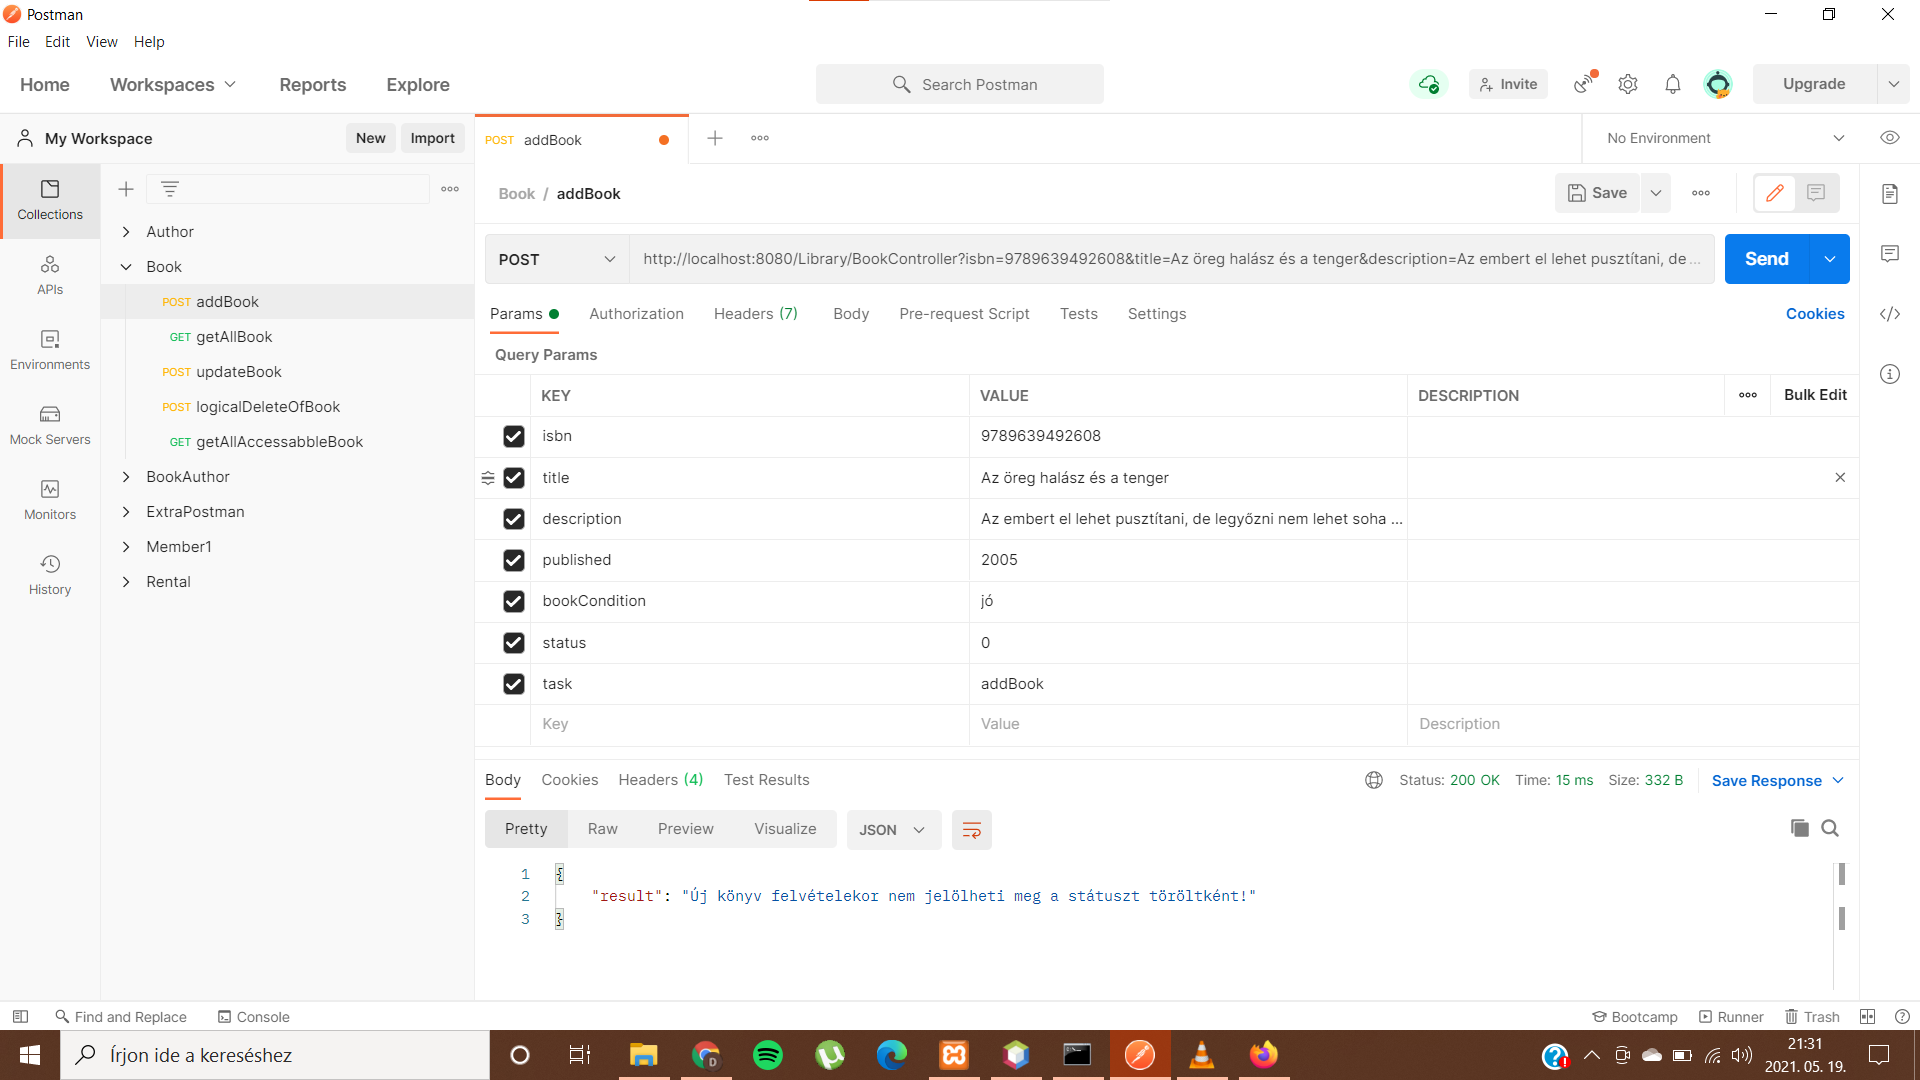 Postman
File Edit View Help
Home Workspaces Reports Explore Search Postman Invite Upgrade
My Workspace New Import POST addBook No Environment
Collections
APIs
Environments
Mock Servers
Monitors
History
Author
Book
POST addBook
GET getAllBook
POST updateBook
POST logicalDeleteOfBook
GET getAllAccessabbleBook
BookAuthor
ExtraPostman
Member1
Rental
Book / addBook Save
POST http://localhost:8080/Library/BookController?isbn=9789639492608&title=Az öreg halász és a tenger&description=Az embert el lehet pusztítani, de ... Send
Params Authorization Headers (7) Body Pre-request Script Tests Settings Cookies
Query Params
KEY VALUE DESCRIPTION Bulk Edit
isbn 9789639492608
title Az öreg halász és a tenger
description Az embert el lehet pusztítani, de legyőzni nem lehet soha ...
published 2005
bookCondition jó
status 0
task addBook
Key Value Description
Body Cookies Headers (4) Test Results Status: 200 OK Time: 15 ms Size: 332 B Save Response
Pretty Raw Preview Visualize JSON
1 {
2 "result": "Új könyv felvételekor nem jelölheti meg a státuszt töröltként!"
3 }
Find and Replace Console Bootcamp Runner Trash
Írjon ide a kereséshez
21:31
2021. 05. 19.